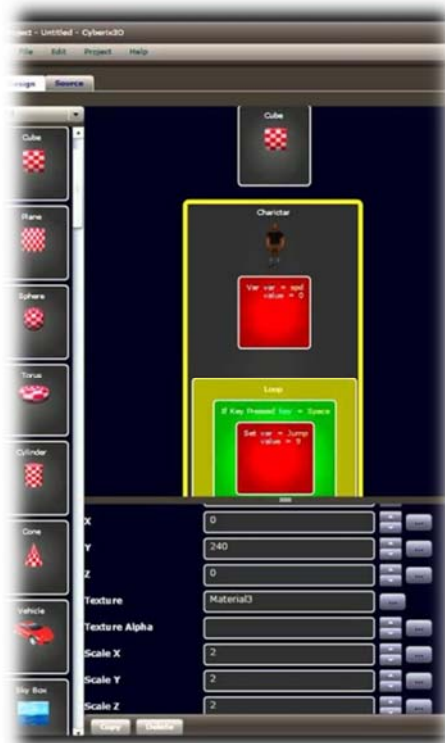 Project - Untitled - Cyberix3D
File Edit Project Help
Design Source
Cube
Plane
Sphere
Torus
Cylinder
Cone
Vehicle
Sky Box
Cube
Charictar
Var var = spd
value = 0
Loop
If Key Pressed key = Space
Set var = Jump
value = 9
X 0
Y 240
Z 0
Texture Material3
Texture Alpha
Scale X 2
Scale Y 2
Scale Z 2
Copy Delete